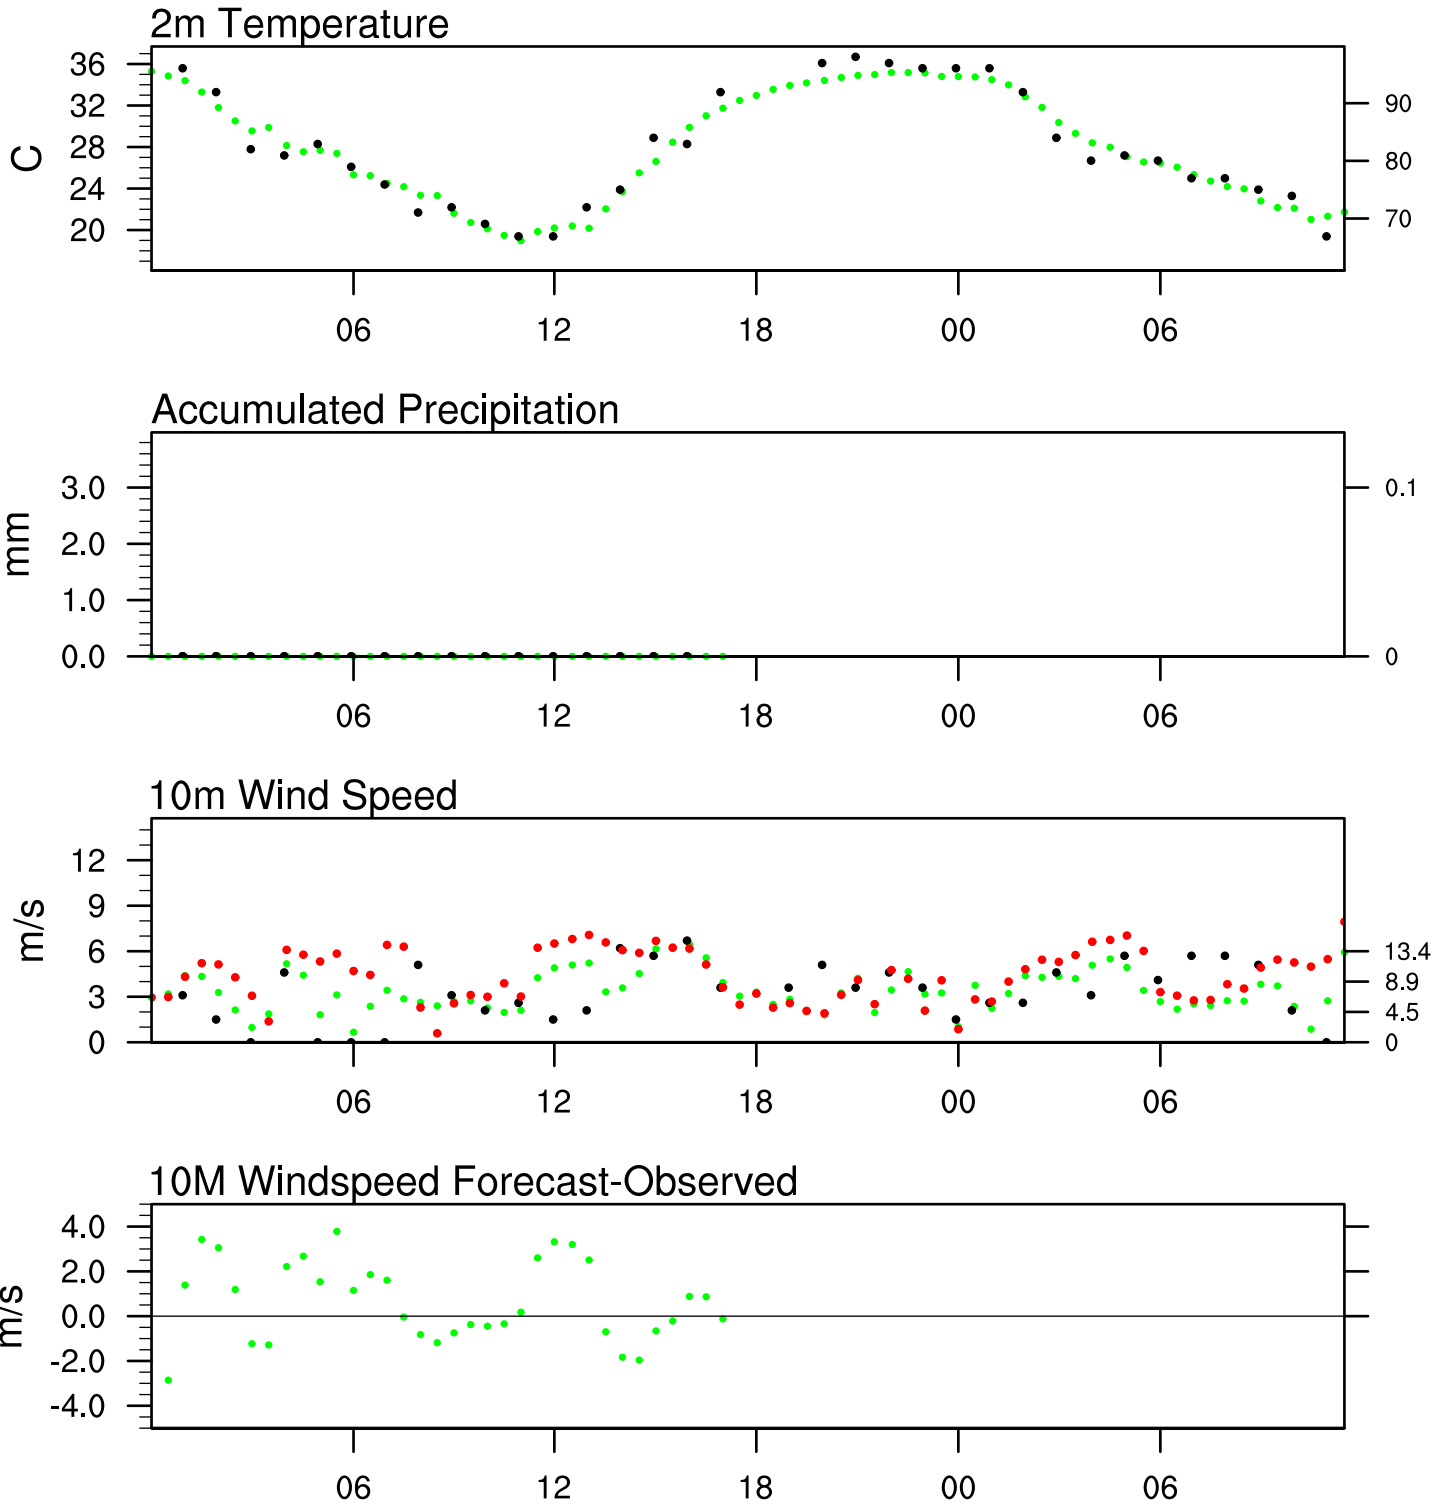 2m Temperature
36
32
28
24
20
C
90
80
70
06 12 18 00 06
Accumulated Precipitation
3.0
2.0
1.0
0.0
mm
0.1
0
06 12 18 00 06
10m Wind Speed
12
9
6
3
0
m/s
13.4
8.9
4.5
0
06 12 18 00 06
10M Windspeed Forecast-Observed
4.0
2.0
0.0
-2.0
-4.0
m/s
06 12 18 00 06